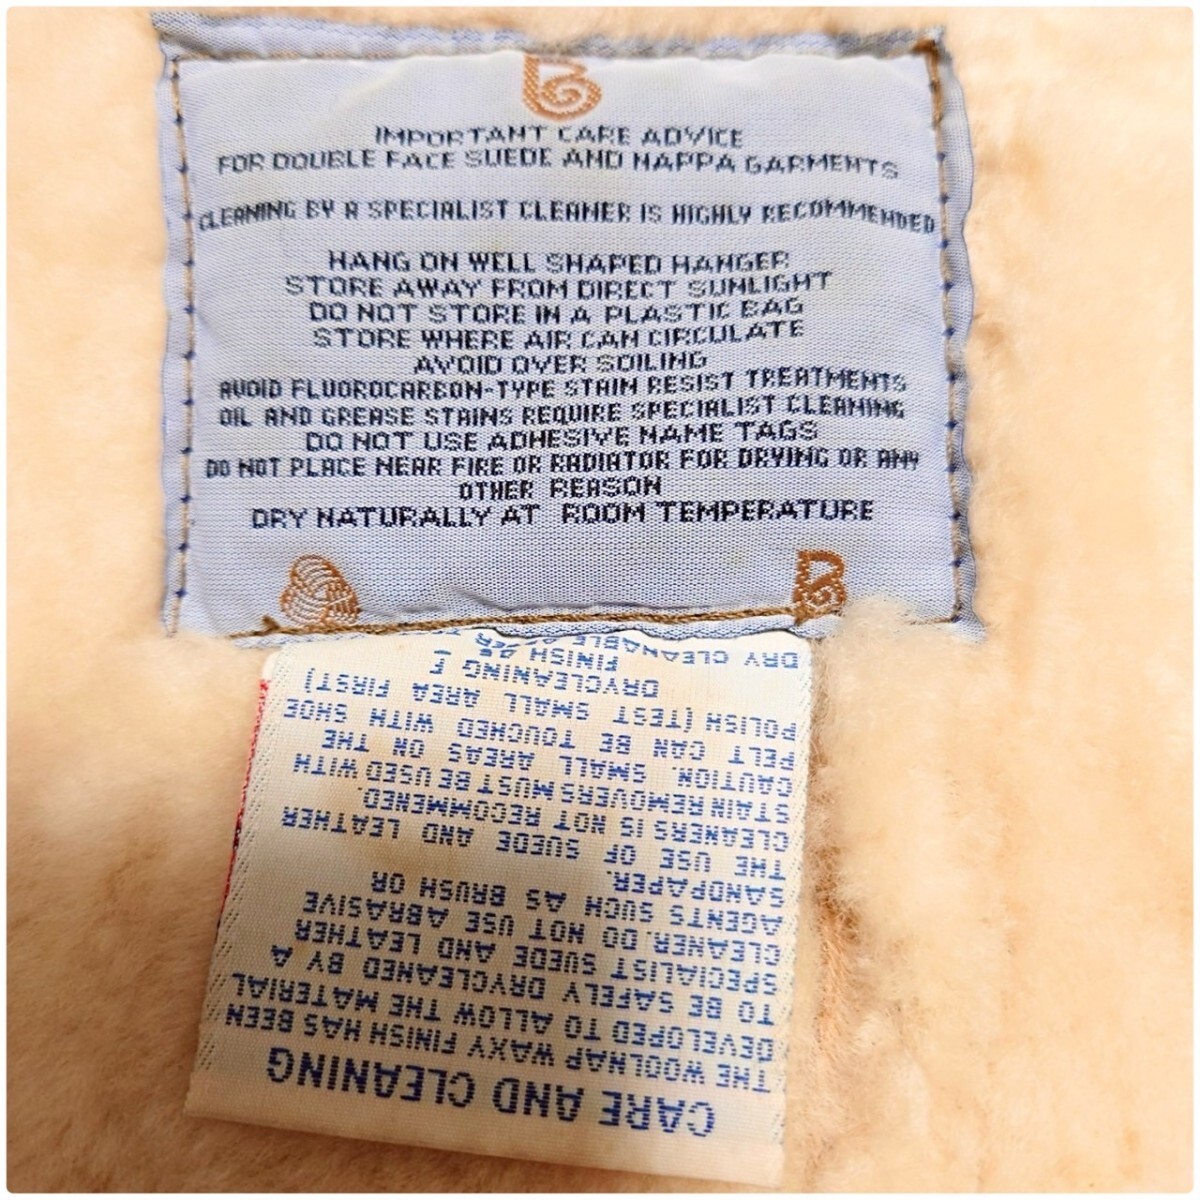 IMPORTANT CARE ADVICE
FOR DOUBLE FACE SUEDE AND NAPPA GARMENTS
CLEANING BY A SPECIALIST CLEANER IS HIGHLY RECOMMENDED
HANG ON WELL SHAPED HANGER
STORE AWAY FROM DIRECT SUNLIGHT
DO NOT STORE IN A PLASTIC BAG
STORE WHERE AIR CAN CIRCULATE
AVOID OVER SOILING
AVOID FLUOROCARBON-TYPE STAIN RESIST TREATMENTS
OIL AND GREASE STAINS REQUIRE SPECIALIST CLEANING
DO NOT USE ADHESIVE NAME TAGS
DO NOT PLACE NEAR FIRE OR RADIATOR FOR DRYING OR ANY
OTHER REASON
DRY NATURALLY AT ROOM TEMPERATURE
CARE AND CLEANING
THE WOOLNAP WAXY FINISH HAS BEEN
DEVELOPED TO ALLOW THE MATERIAL
TO BE SAFELY DRYCLEANED BY A
SPECIALIST SUEDE AND LEATHER
CLEANER. DO NOT USE ABRASIVE
AGENTS SUCH AS BRUSH OR
SANDPAPER.
THE USE OF SUEDE AND LEATHER
CLEANERS IS NOT RECOMMENED.
STAIN REMOVERS MUST BE USED WITH
CAUTION. SMALL AREAS ON THE
PELT CAN BE TOUCHED WITH SHOE
POLISH (TEST SMALL AREA FIRST)
DRYCLEANING
FINISH
DRY CLEANABLE